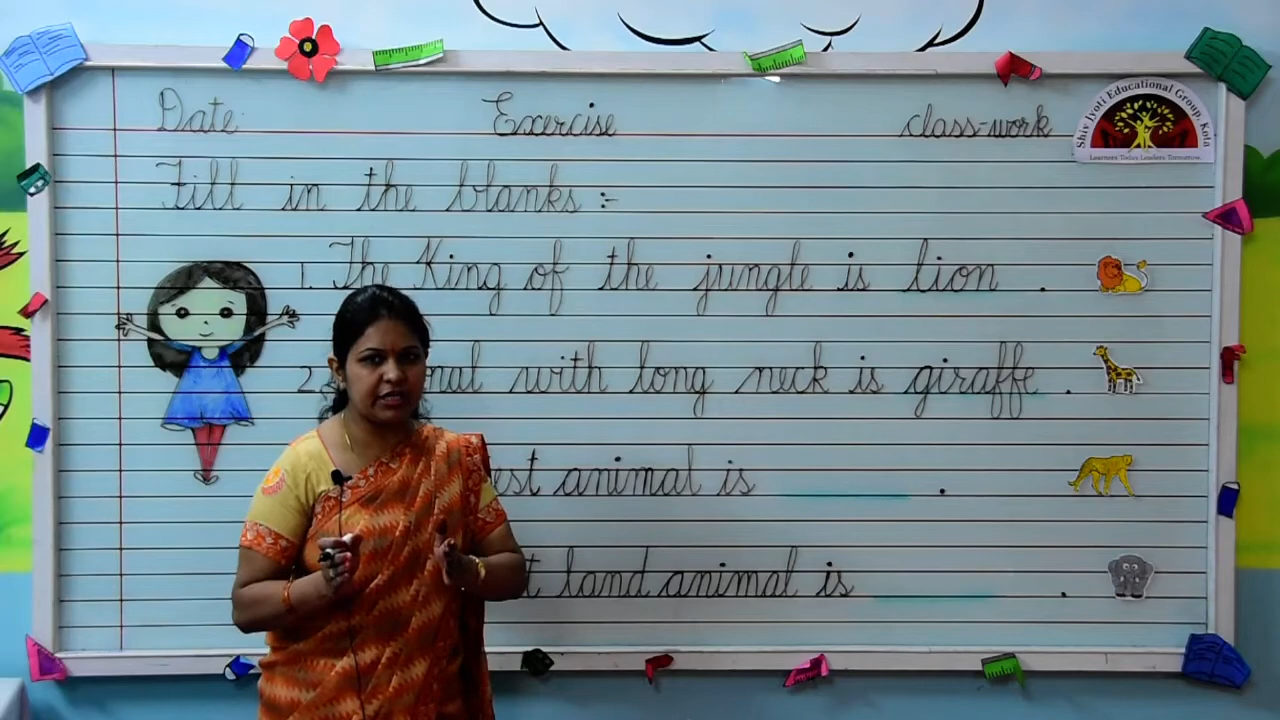 Date Exercise class-work
Shiv Jyoti Educational Group, Kota
Learners Today, Leaders Tomorrow.
Fill in the blanks :-
1. The King of the jungle is lion .
2. mal with long neck is giraffe .
est animal is .
t land animal is .